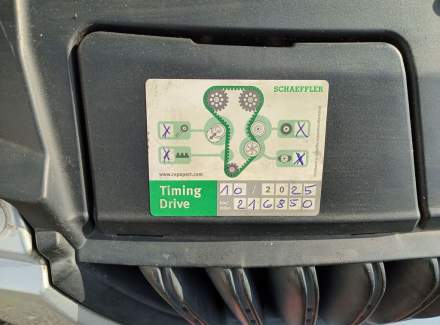 SCHAEFFLER
X
X
X
X
www.repxpert.com
Timing 10 / 2025
Drive 216850